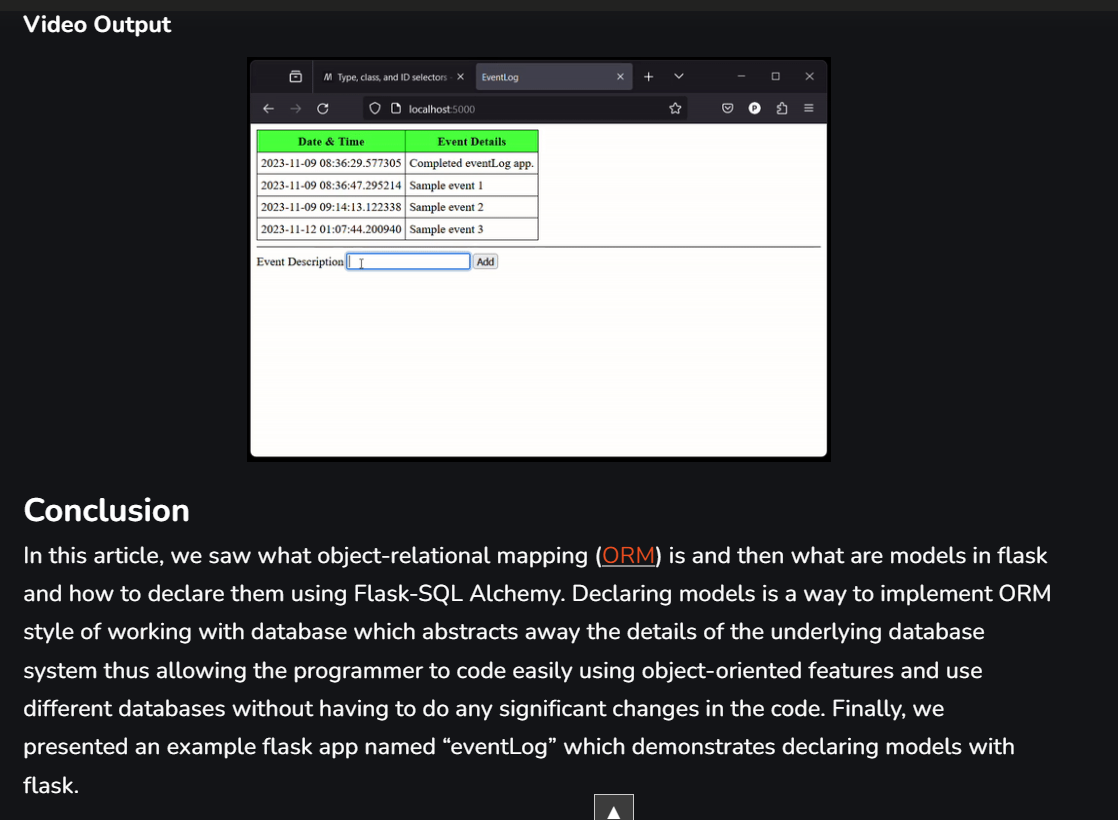 Video Output
Type, class, and ID selectors
EventLog
localhost:5000
Date & Time Event Details
2023-11-09 08:36:29.577305 Completed eventLog app.
2023-11-09 08:36:47.295214 Sample event 1
2023-11-09 09:14:13.122338 Sample event 2
2023-11-12 01:07:44.200940 Sample event 3
Event Description Add
Conclusion
In this article, we saw what object-relational mapping (ORM) is and then what are models in flask
and how to declare them using Flask-SQL Alchemy. Declaring models is a way to implement ORM
style of working with database which abstracts away the details of the underlying database
system thus allowing the programmer to code easily using object-oriented features and use
different databases without having to do any significant changes in the code. Finally, we
presented an example flask app named “eventLog” which demonstrates declaring models with
flask.